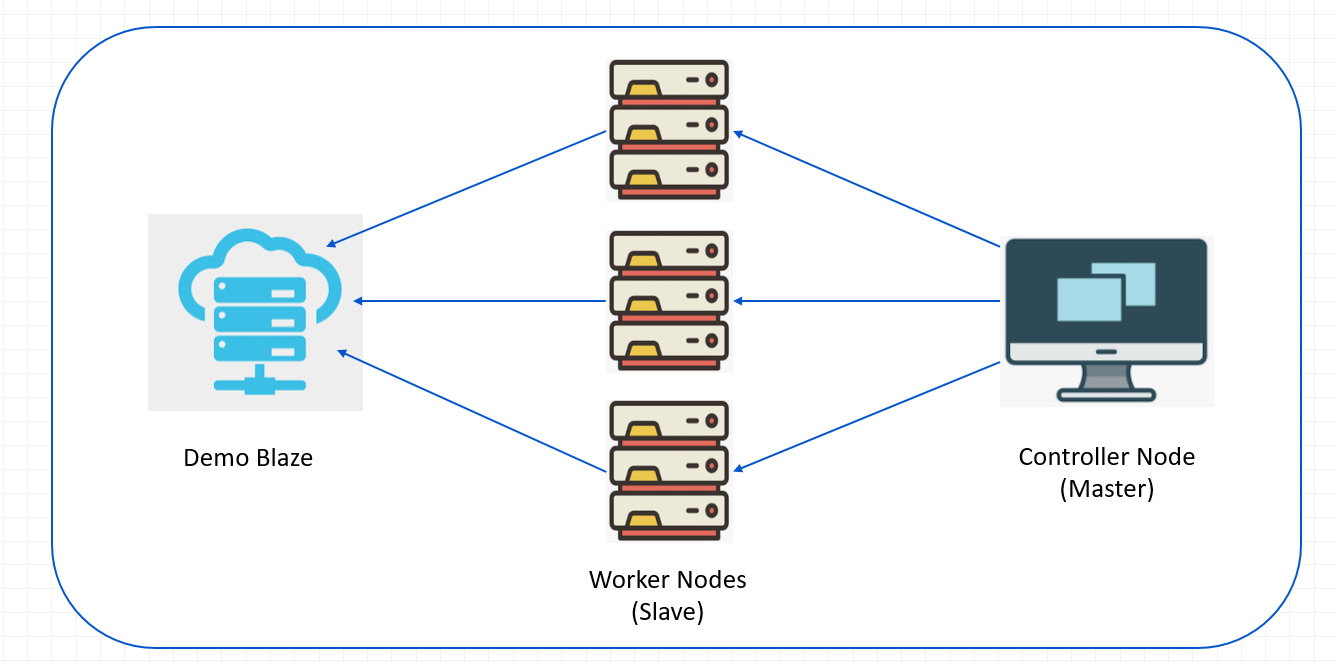 Demo Blaze
Controller Node
(Master)
Worker Nodes
(Slave)